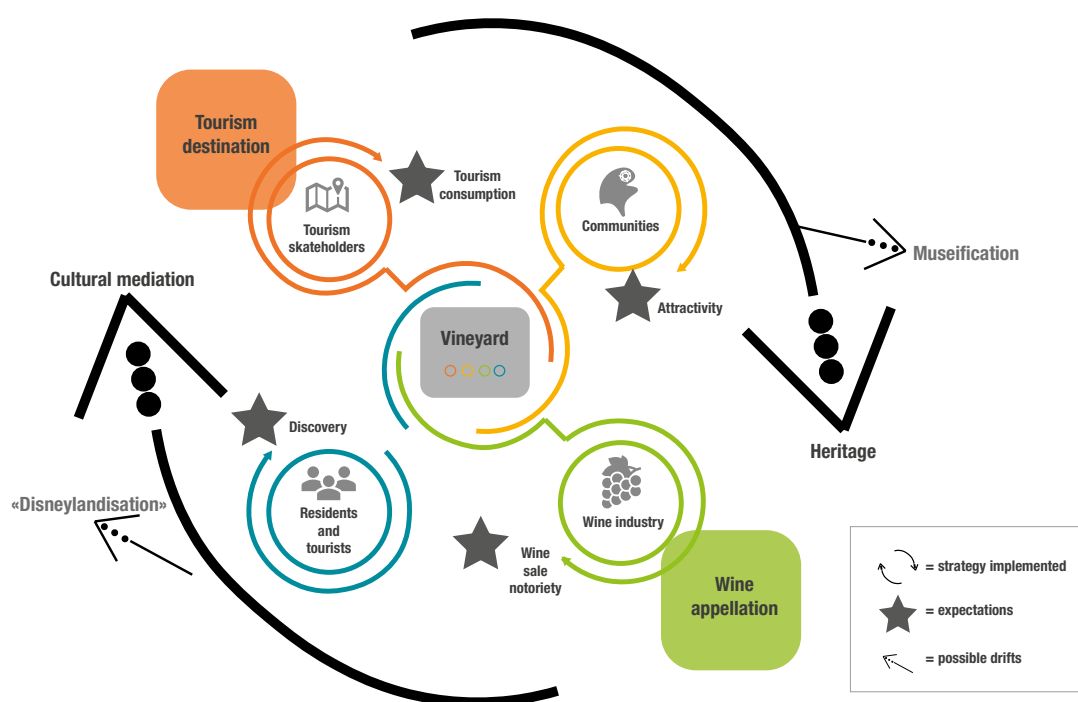 Tourism
destination
Tourism
consumption
Tourism
skateholders
Communities
Museification
Cultural mediation
Attractivity
Vineyard
Discovery
Heritage
«Disneylandisation»
Residents
and
tourists
Wine industry
Wine
sale
notoriety
Wine
appellation
= strategy implemented
= expectations
= possible drifts